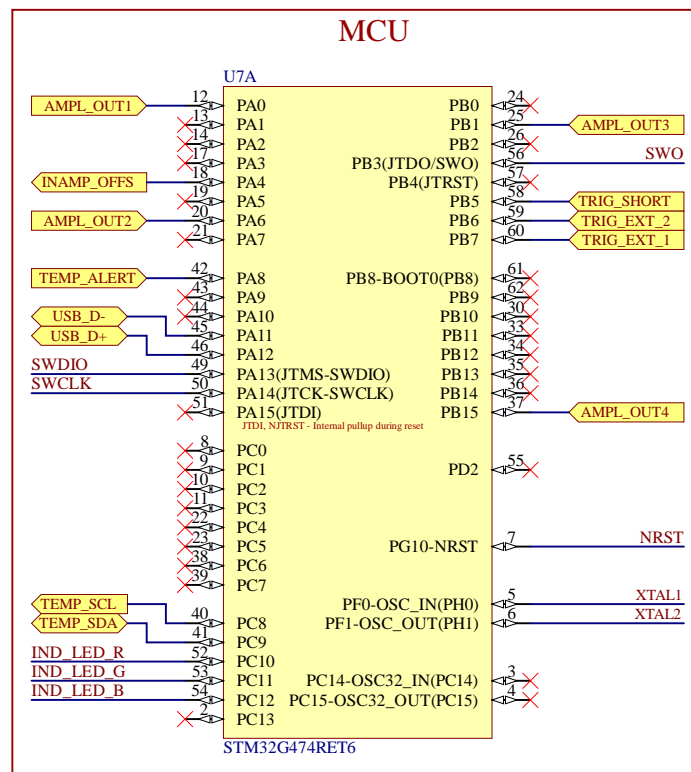 MCU
U7A
AMPL_OUT1 12 PA0 PB0 24
13 PA1 PB1 25 AMPL_OUT3
14 PA2 PB2 26
17 PA3 PB3(JTDO/SWO) 56 SWO
INAMP_OFFS 18 PA4 PB4(JTRST) 57
19 PA5 PB5 58 TRIG_SHORT
AMPL_OUT2 20 PA6 PB6 59 TRIG_EXT_2
21 PA7 PB7 60 TRIG_EXT_1
TEMP_ALERT 42 PA8 PB8-BOOT0(PB8) 61
43 PA9 PB9 62
44 PA10 PB10 30
USB_D- 45 PA11 PB11 33
USB_D+ 46 PA12 PB12 34
SWDIO 49 PA13(JTMS-SWDIO) PB13 35
SWCLK 50 PA14(JTCK-SWCLK) PB14 36
51 PA15(JTDI) PB15 37 AMPL_OUT4
JTDI, NJTRST - Internal pullup during reset
8 PC0
9 PC1 PD2 55
10 PC2
11 PC3
22 PC4
23 PC5 PG10-NRST 7 NRST
38 PC6
39 PC7
PF0-OSC_IN(PH0) 5 XTAL1
TEMP_SCL 40 PC8 PF1-OSC_OUT(PH1) 6 XTAL2
TEMP_SDA 41 PC9
IND_LED_R 52 PC10
IND_LED_G 53 PC11 PC14-OSC32_IN(PC14) 3
IND_LED_B 54 PC12 PC15-OSC32_OUT(PC15) 4
2 PC13
STM32G474RET6